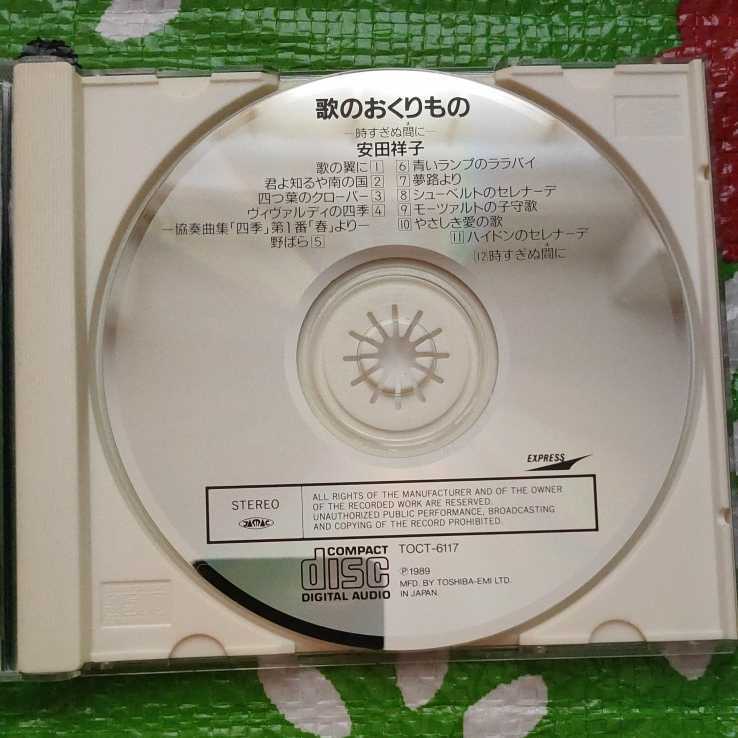 歌のおくりもの
―時すぎぬ間に―
安田祥子
歌の翼に 1
君よ知るや南の国 2
四つ葉のクローバー 3
ヴィヴァルディの四季 4
―協奏曲集「四季」第1番「春」より―
野ばら 5
6 青いランプのララバイ
7 夢路より
8 シューベルトのセレナーデ
9 モーツァルトの子守歌
10 やさしき愛の歌
11 ハイドンのセレナーデ
12 時すぎぬ間に
EXPRESS
STEREO
JASRAC
ALL RIGHTS OF THE MANUFACTURER AND OF THE OWNER
OF THE RECORDED WORK ARE RESERVED.
UNAUTHORIZED PUBLIC PERFORMANCE, BROADCASTING
AND COPYING OF THE RECORD PROHIBITED.
COMPACT
disc
DIGITAL AUDIO
TOCT-6117
℗1989
MFD. BY TOSHIBA-EMI LTD.
IN JAPAN.